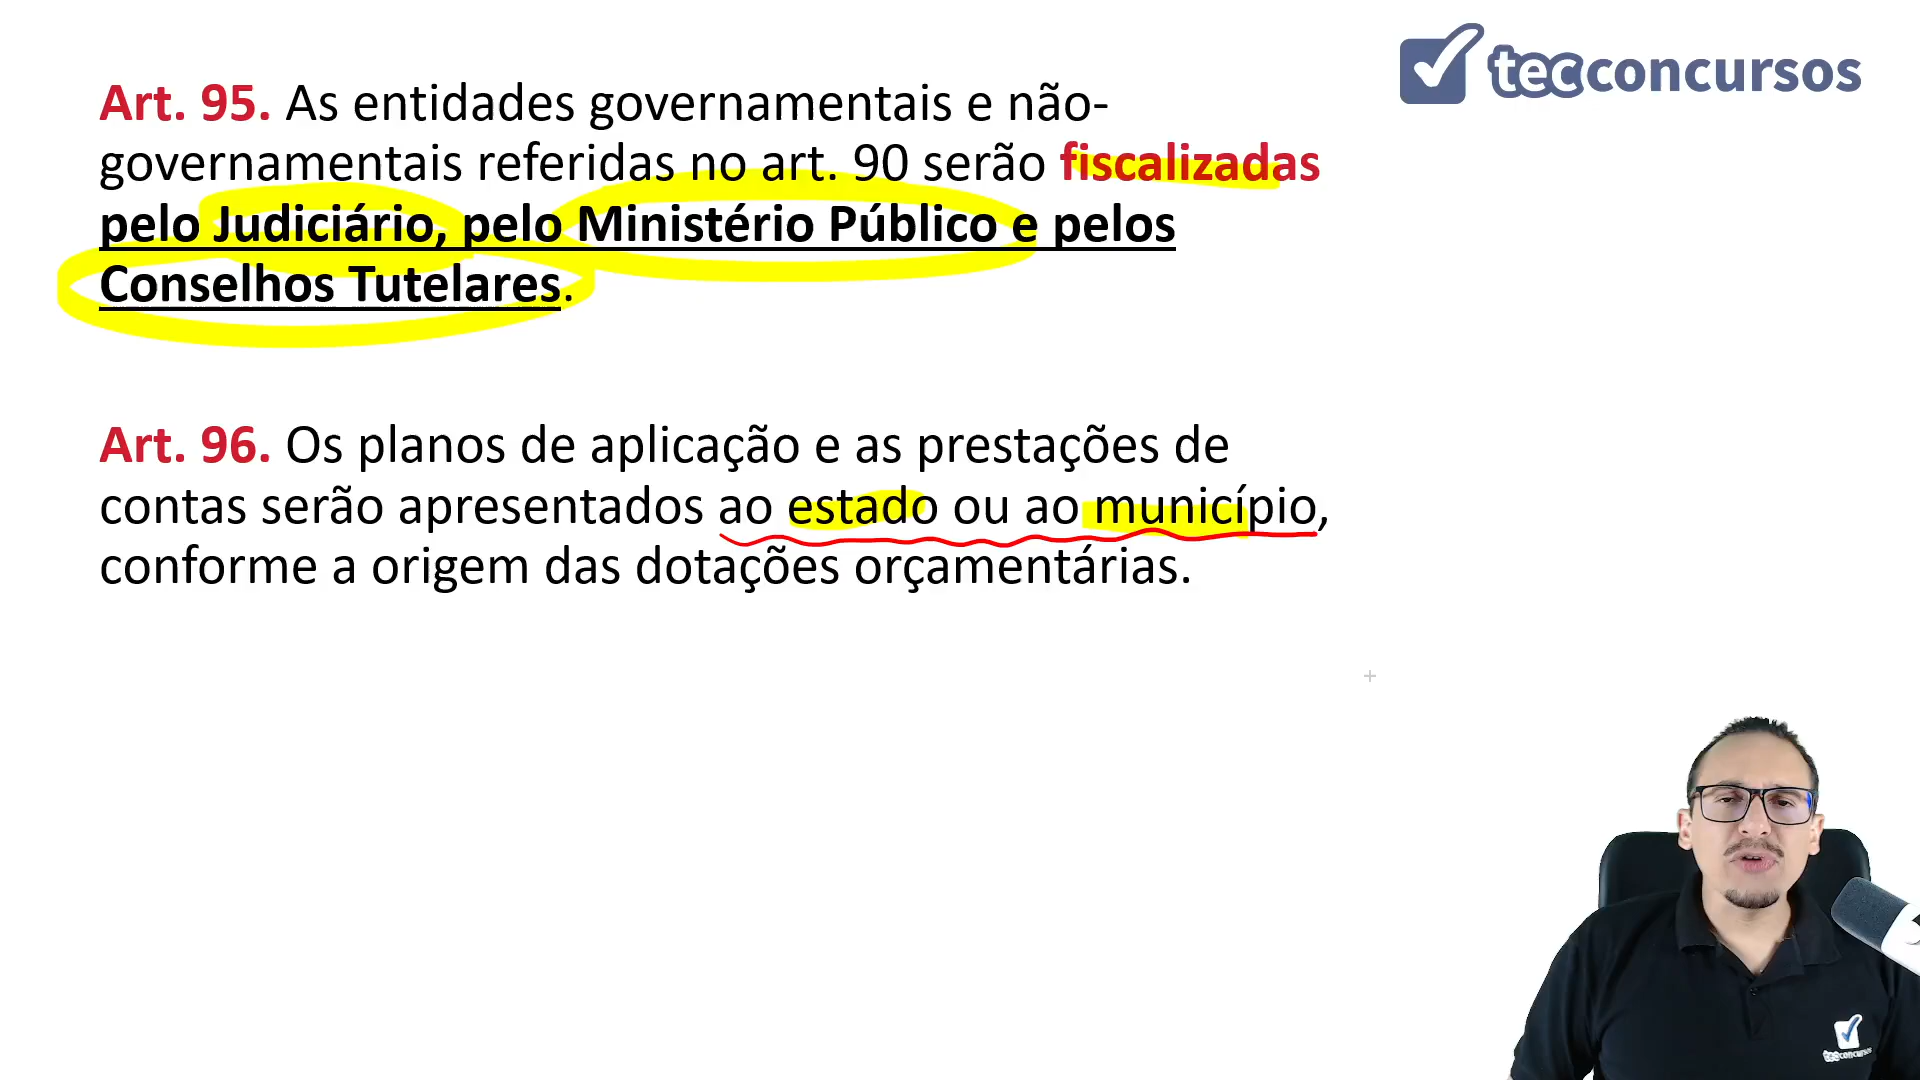 tecconcursos
Art. 95. As entidades governamentais e não-
governamentais referidas no art. 90 serão fiscalizadas
pelo Judiciário, pelo Ministério Público e pelos
Conselhos Tutelares.
Art. 96. Os planos de aplicação e as prestações de
contas serão apresentados ao estado ou ao município,
conforme a origem das dotações orçamentárias.
tecconcursos